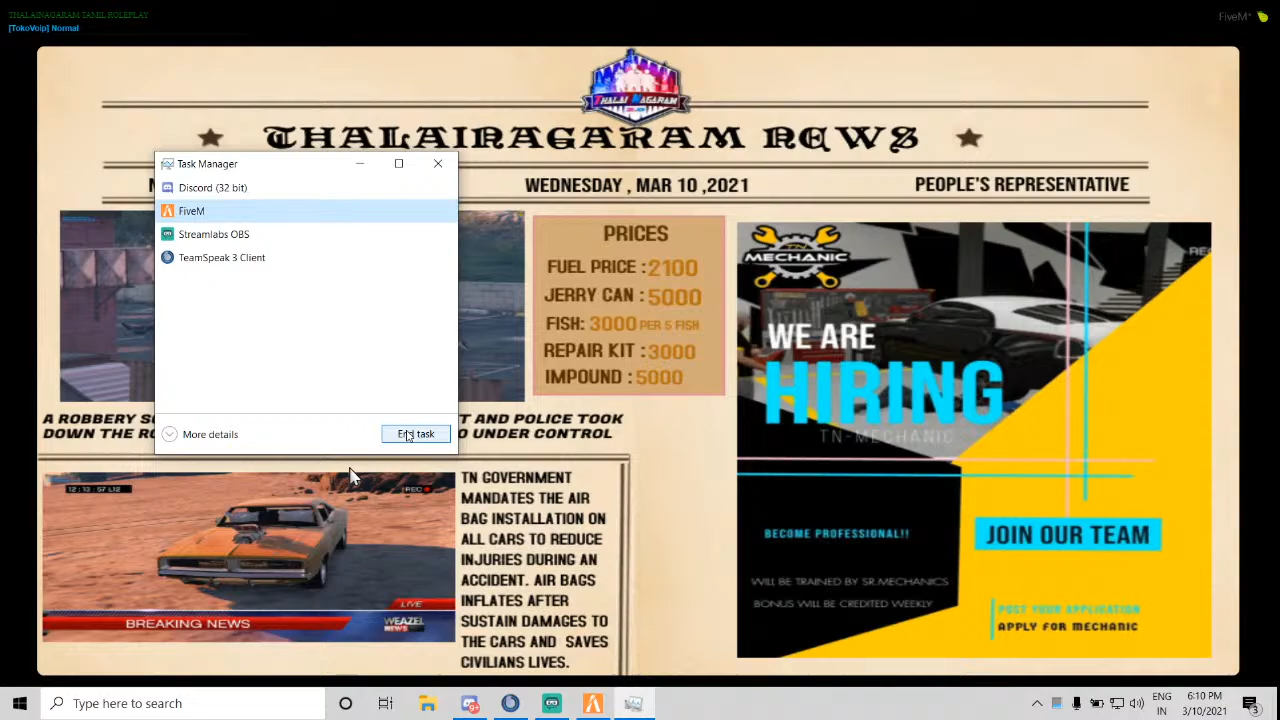 THALAINAGARAM TAMIL ROLEPLAY
[TokoVoip] Normal
FiveM*
THALAI NAGARAM
THALAINAGARAM NEWS
WEDNESDAY , MAR 10 ,2021
PEOPLE'S REPRESENTATIVE
Task Manager
Discord (32 bit)
FiveM
Streamlabs OBS
TeamSpeak 3 Client
More details
End task
PRICES
FUEL PRICE :2100
JERRY CAN : 5000
FISH: 3000 PER 5 FISH
REPAIR KIT :3000
IMPOUND : 5000
TN
MECHANIC
REC
WE ARE
HIRING
TN-MECHANIC
BECOME PROFESSIONAL!!
JOIN OUR TEAM
WILL BE TRAINED BY SR.MECHANICS
BONUS WILL BE CREDITED WEEKLY
POST YOUR APPLICATION
APPLY FOR MECHANIC
A ROBBERY
T AND POLICE TOOK
DOWN THE
UNDER CONTROL
REC
LIVE
BREAKING NEWS
WEAZEL
NEWS
TN GOVERNMENT
MANDATES THE AIR
BAG INSTALLATION ON
ALL CARS TO REDUCE
INJURIES DURING AN
ACCIDENT. AIR BAGS
INFLATES AFTER
SUSTAIN DAMAGES TO
THE CARS AND SAVES
CIVILIANS LIVES.
Type here to search
9+
ENG
IN
6:10 PM
3/10/2021
3